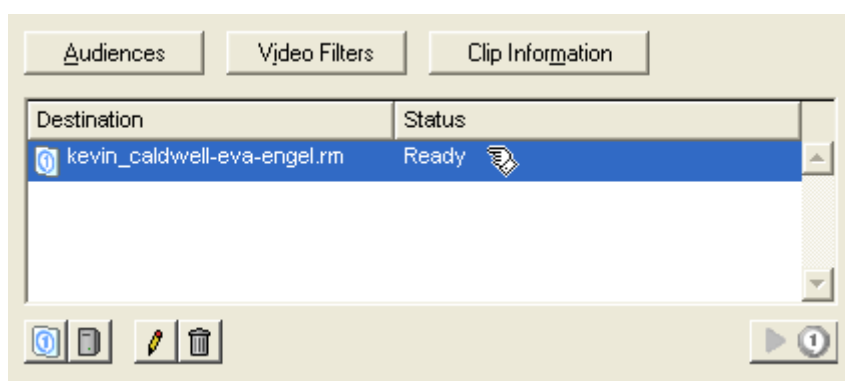 Audiences Video Filters Clip Information
Destination Status
kevin_caldwell-eva-engel.rm Ready